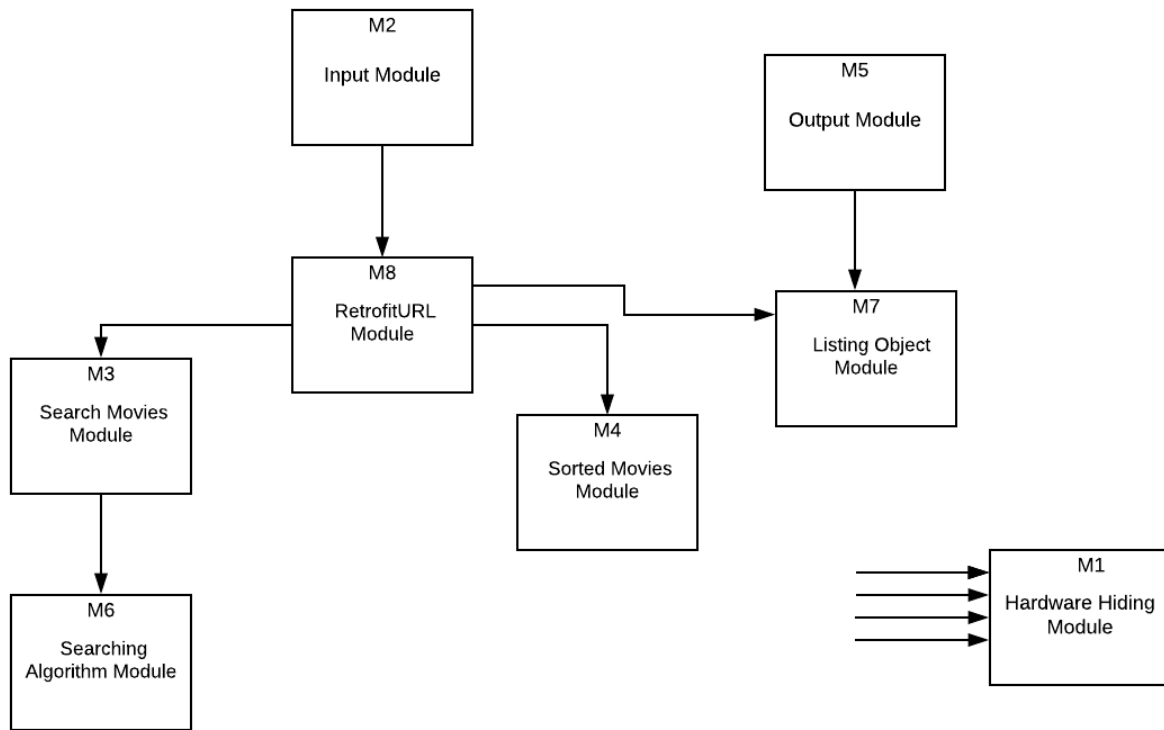 M2
Input Module
M5
Output Module
M8
RetrofitURL
Module
M7
Listing Object
Module
M3
Search Movies
Module
M4
Sorted Movies
Module
M1
Hardware Hiding
Module
M6
Searching
Algorithm Module